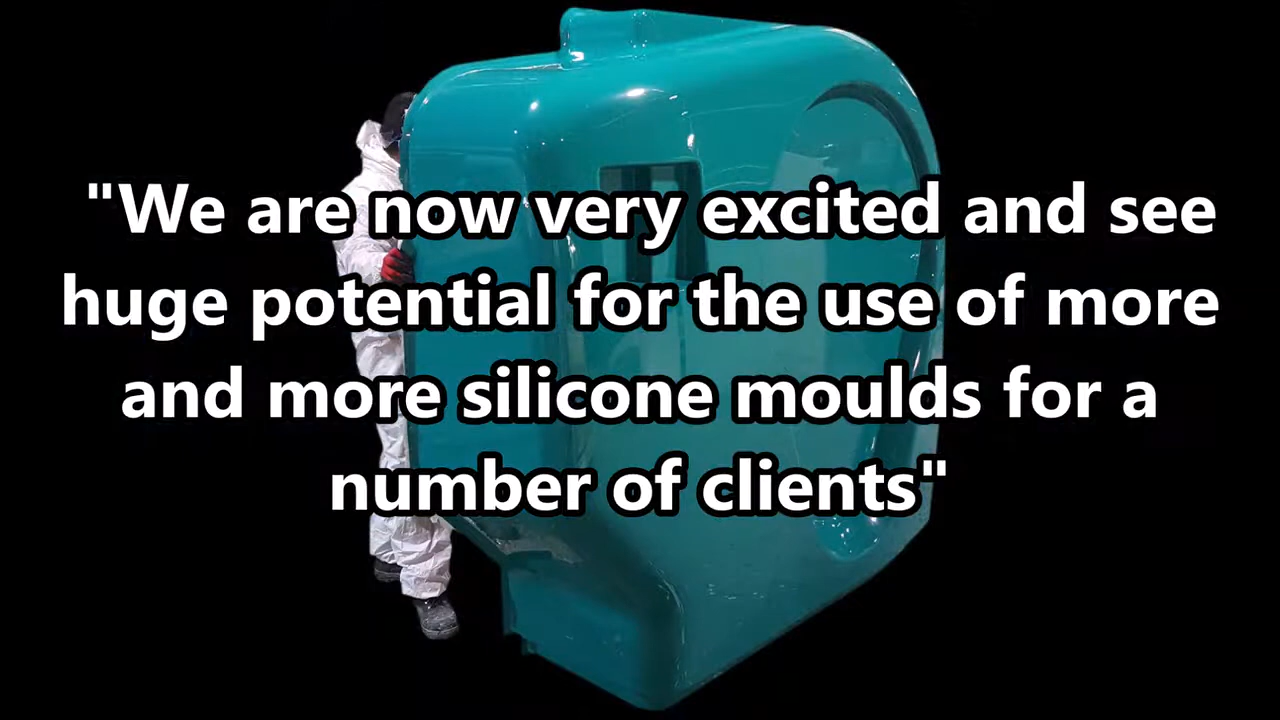 "We are now very excited and see
huge potential for the use of more
and more silicone moulds for a
number of clients"